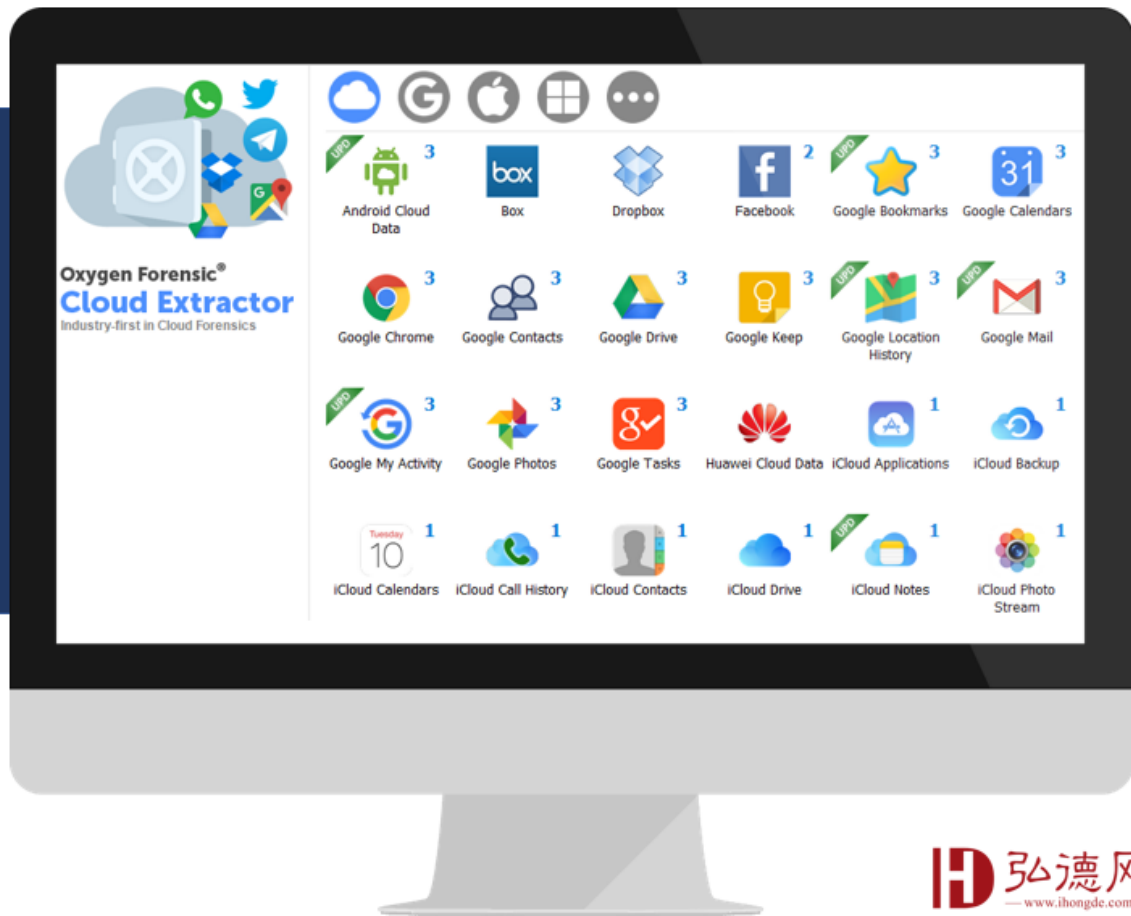 UPD
3
box
2
UPD
3
31
3
Android Cloud
Data
Box
Dropbox
Facebook
Google Bookmarks
Google Calendars
Oxygen Forensic®
Cloud Extractor
Industry-first in Cloud Forensics
3
3
3
3
UPD
3
UPD
3
Google Chrome
Google Contacts
Google Drive
Google Keep
Google Location
History
Google Mail
UPD
3
3
3
1
1
Google My Activity
Google Photos
Google Tasks
Huawei Cloud Data
iCloud Applications
iCloud Backup
Tuesday
10
1
1
1
1
UPD
1
1
iCloud Calendars
iCloud Call History
iCloud Contacts
iCloud Drive
iCloud Notes
iCloud Photo
Stream
弘德网
www.ihongde.com